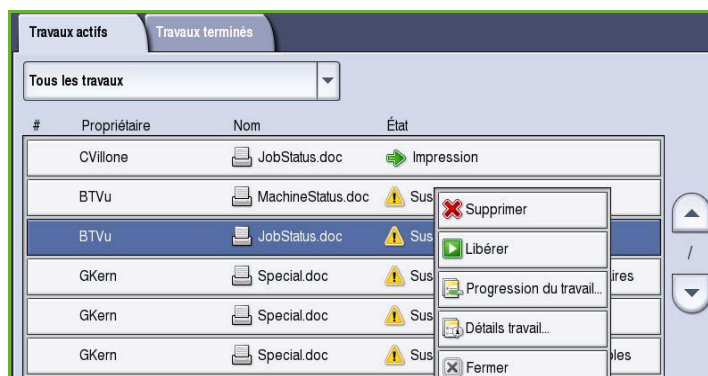 Travaux actifs Travaux terminés
Tous les travaux
# Propriétaire Nom État
CVillone JobStatus.doc Impression
BTVu MachineStatus.doc Sus
Supprimer
BTVu JobStatus.doc Sus
Libérer
GKern Special.doc Sus ires
Progression du travail...
/
GKern Special.doc Sus
Détails travail...
GKern Special.doc Sus bles
Fermer